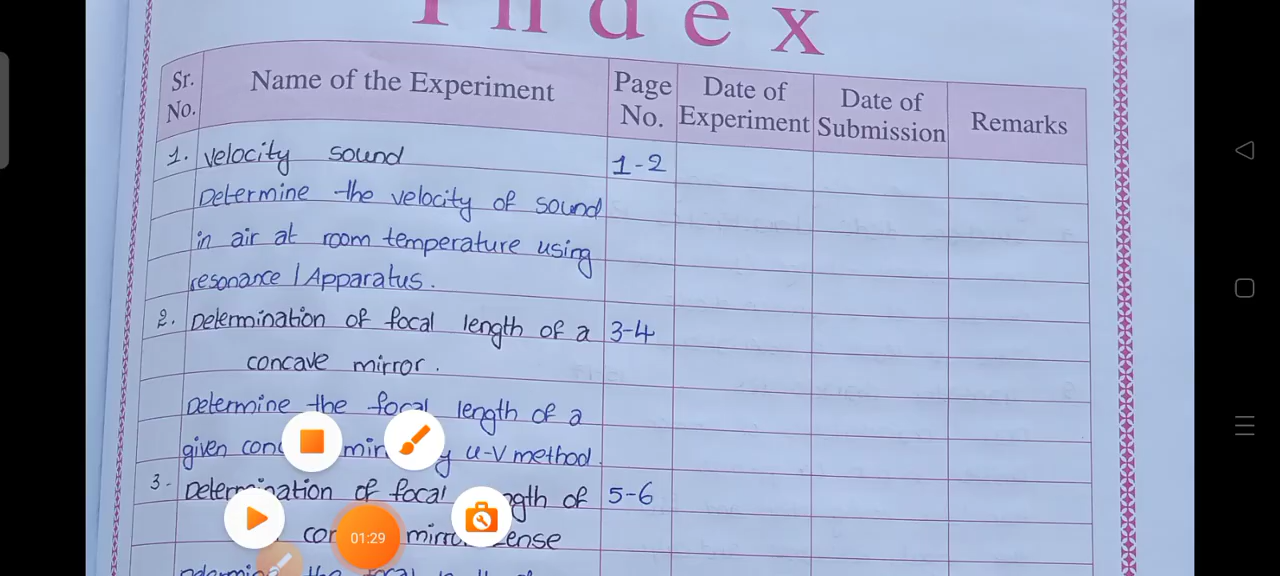 Index
Sr. No. Name of the Experiment Page No. Date of Experiment Date of Submission Remarks
1. velocity sound 1-2
Determine the velocity of sound
in air at room temperature using
resonance / Apparatus.
2. Determination of focal length of a 3-4
concave mirror.
Determine the focal length of a
given u-v method.
3. Determination of focal of 5-6
lense
the
01:29